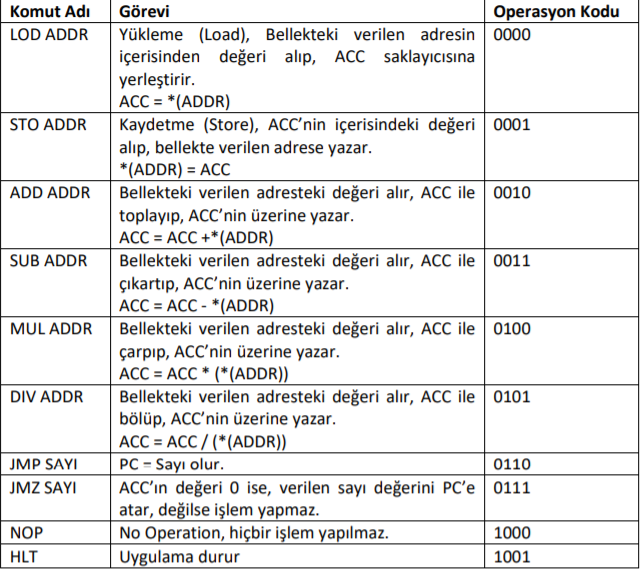 Komut Adı Görevi Operasyon Kodu
LOD ADDR Yükleme (Load), Bellekteki verilen adresin 0000
içerisinden değeri alıp, ACC saklayıcısına
yerleştirir.
ACC = *(ADDR)
STO ADDR Kaydetme (Store), ACC’nin içerisindeki değeri 0001
alıp, bellekte verilen adrese yazar.
*(ADDR) = ACC
ADD ADDR Bellekteki verilen adresteki değeri alır, ACC ile 0010
toplayıp, ACC’nin üzerine yazar.
ACC = ACC +*(ADDR)
SUB ADDR Bellekteki verilen adresteki değeri alır, ACC ile 0011
çıkartıp, ACC’nin üzerine yazar.
ACC = ACC - *(ADDR)
MUL ADDR Bellekteki verilen adresteki değeri alır, ACC ile 0100
çarpıp, ACC’nin üzerine yazar.
ACC = ACC * (*(ADDR))
DIV ADDR Bellekteki verilen adresteki değeri alır, ACC ile 0101
bölüp, ACC’nin üzerine yazar.
ACC = ACC / (*(ADDR))
JMP SAYI PC = Sayı olur. 0110
JMZ SAYI ACC’ın değeri 0 ise, verilen sayı değerini PC’e 0111
atar, değilse işlem yapmaz.
NOP No Operation, hiçbir işlem yapılmaz. 1000
HLT Uygulama durur 1001